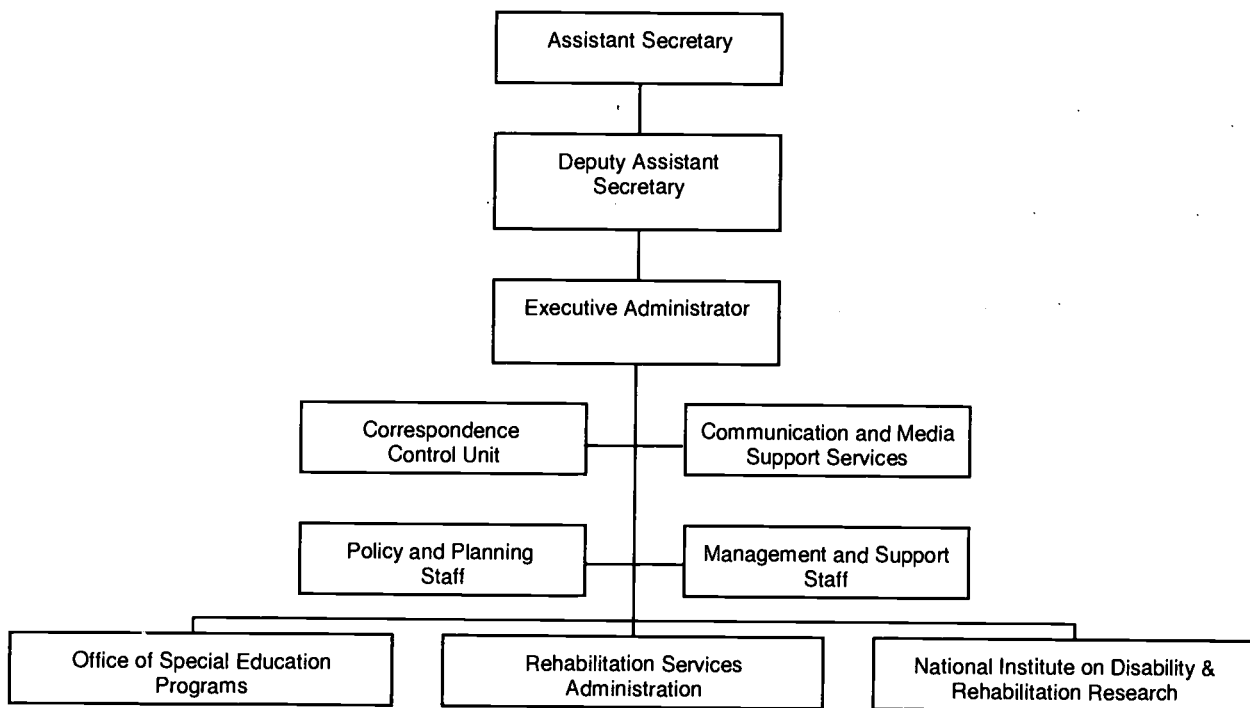 Assistant Secretary
Deputy Assistant
Secretary
Executive Administrator
Correspondence
Control Unit
Communication and Media
Support Services
Policy and Planning
Staff
Management and Support
Staff
Office of Special Education
Programs
Rehabilitation Services
Administration
National Institute on Disability &
Rehabilitation Research